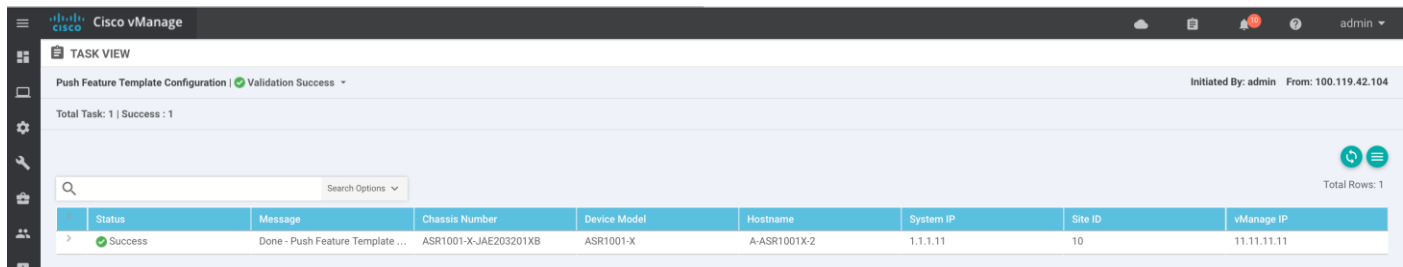 CISCO Cisco vManage 10 admin
TASK VIEW
Push Feature Template Configuration | Validation Success Initiated By: admin From: 100.119.42.104
Total Task: 1 | Success : 1
Search Options Total Rows: 1
Status Message Chassis Number Device Model Hostname System IP Site ID vManage IP
Success Done - Push Feature Template ... ASR1001-X-JAE203201XB ASR1001-X A-ASR1001X-2 1.1.1.11 10 11.11.11.11